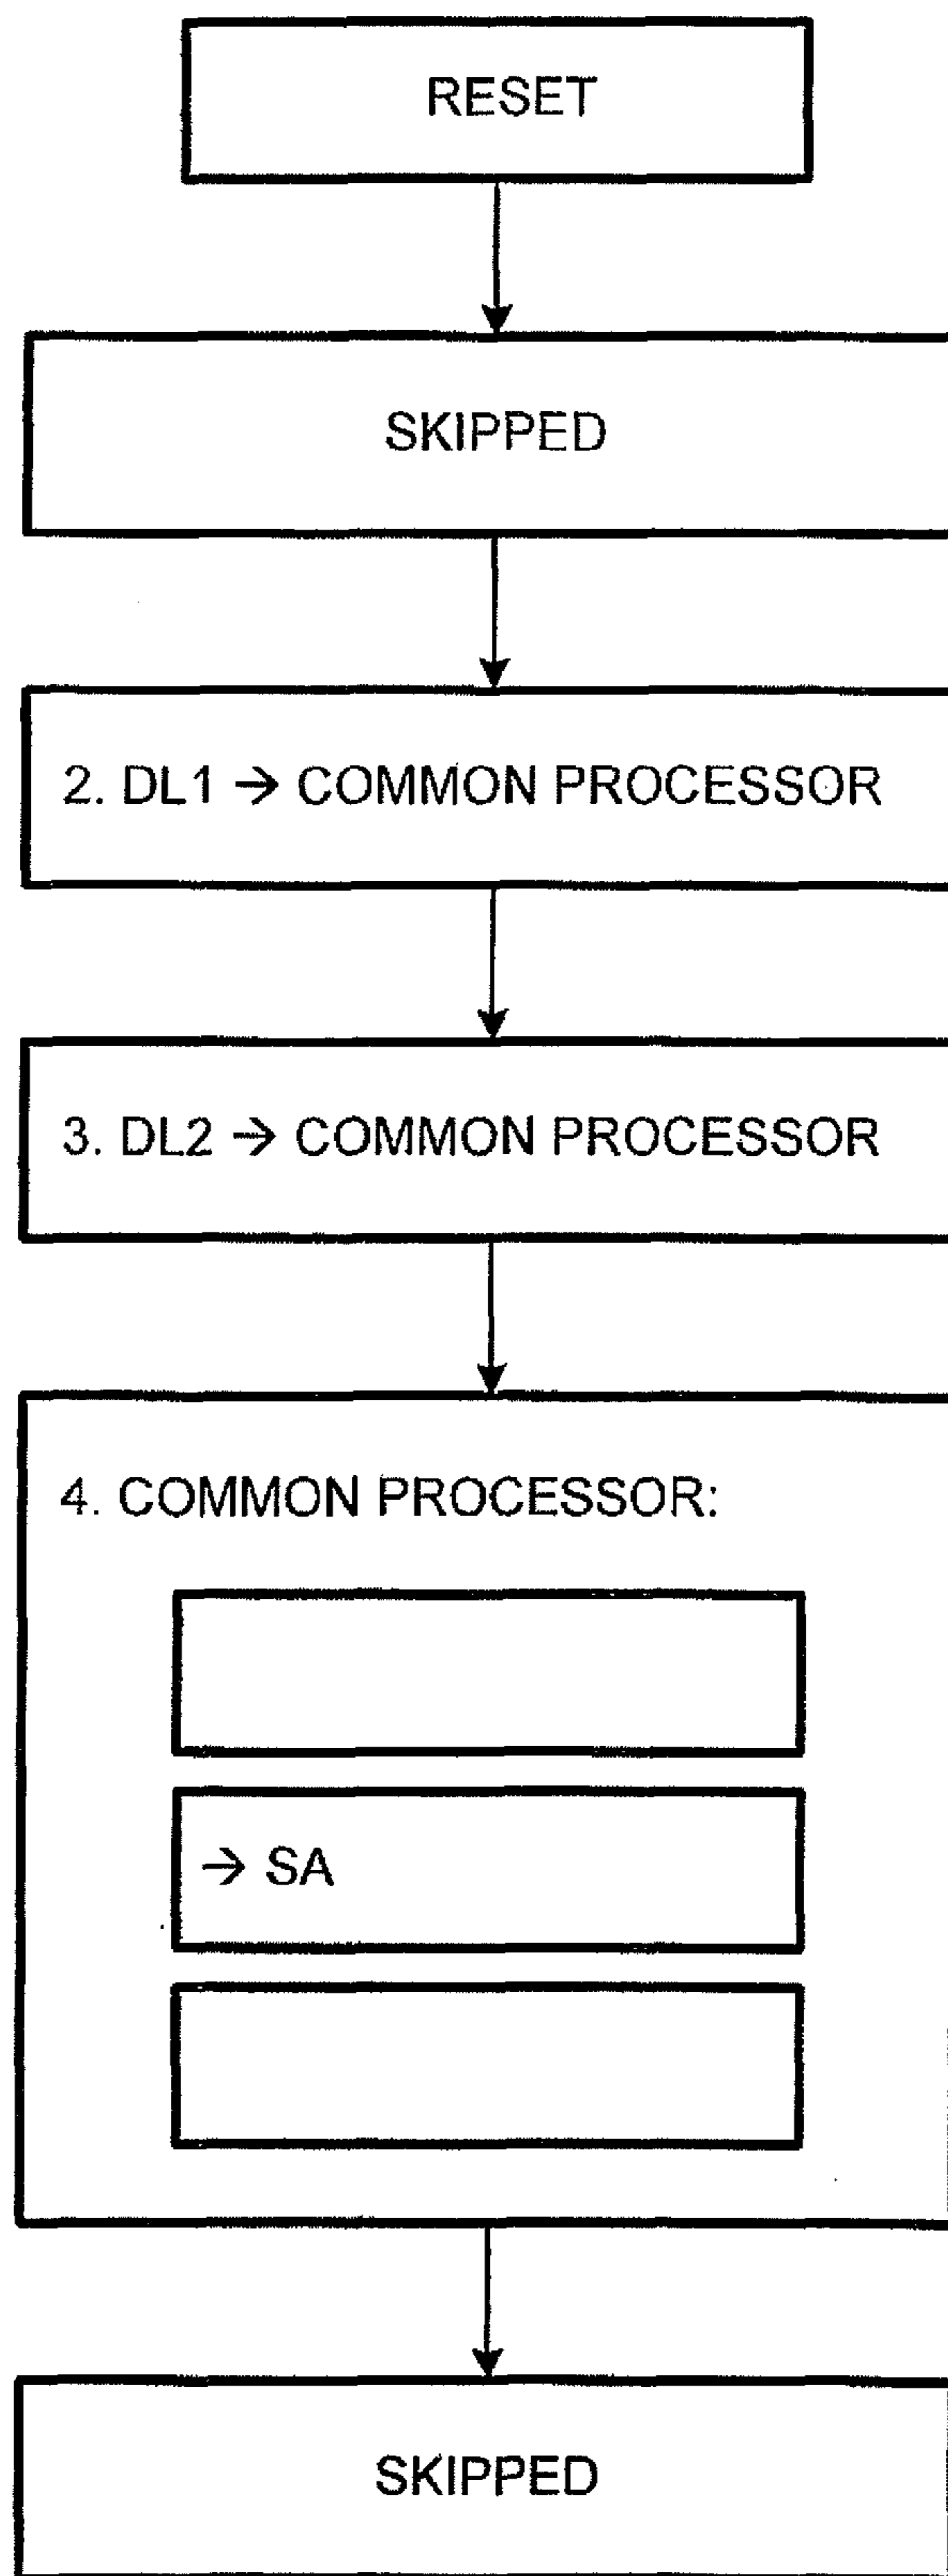 RESET
SKIPPED
2. DL1 → COMMON PROCESSOR
3. DL2 → COMMON PROCESSOR
4. COMMON PROCESSOR:
→ SA
SKIPPED